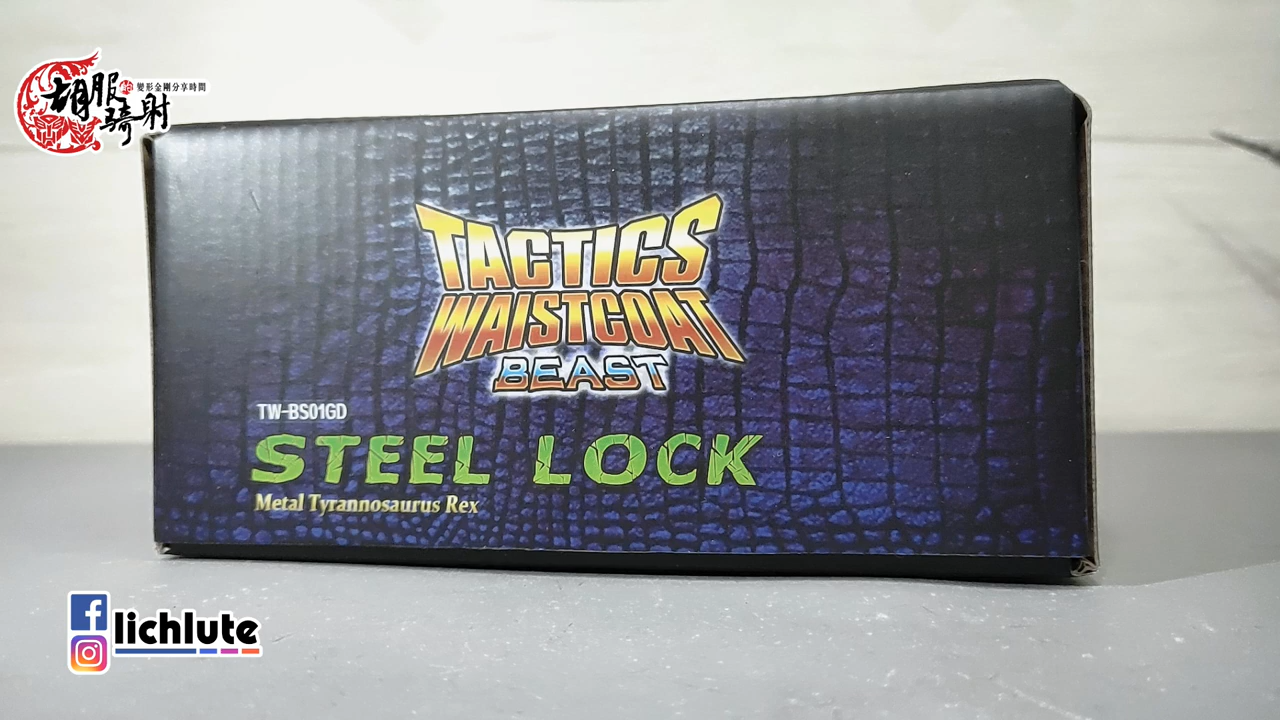 胡服騎射
變形金剛分享時間
TACTICS
WAISTCOAT
BEAST
TW-BS01GD
STEEL LOCK
Metal Tyrannosaurus Rex
lichlute